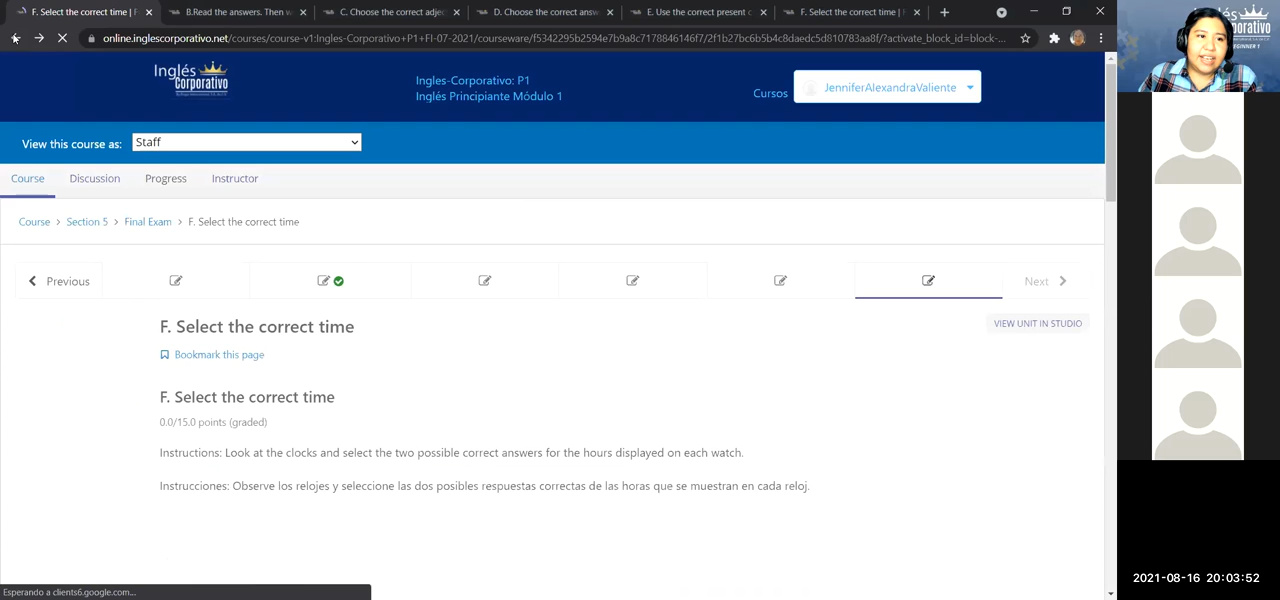 F. Select the correct time |
B.Read the answers. Then w
C. Choose the correct adje
D. Choose the correct answ
E. Use the correct present c
F. Select the correct time |
online.inglescorporativo.net/courses/course-v1:Ingles-Corporativo+P1+FI-07-2021/courseware/f5342295b2594e7b9a8c7178846146f7/2f1b27bc6b5b4c8daedc5d810783aa8f/?activate_block_id=block-...
Inglés
Corporativo
Ingles-Corporativo: P1
Inglés Principiante Módulo 1
Cursos
JenniferAlexandraValiente
View this course as:
Staff
Course
Discussion
Progress
Instructor
Course > Section 5 > Final Exam > F. Select the correct time
Previous
Next
F. Select the correct time
VIEW UNIT IN STUDIO
Bookmark this page
F. Select the correct time
0.0/15.0 points (graded)
Instructions: Look at the clocks and select the two possible correct answers for the hours displayed on each watch.
Instrucciones: Observe los relojes y seleccione las dos posibles respuestas correctas de las horas que se muestran en cada reloj.
Esperando a clients6.google.com...
2021-08-16 20:03:52